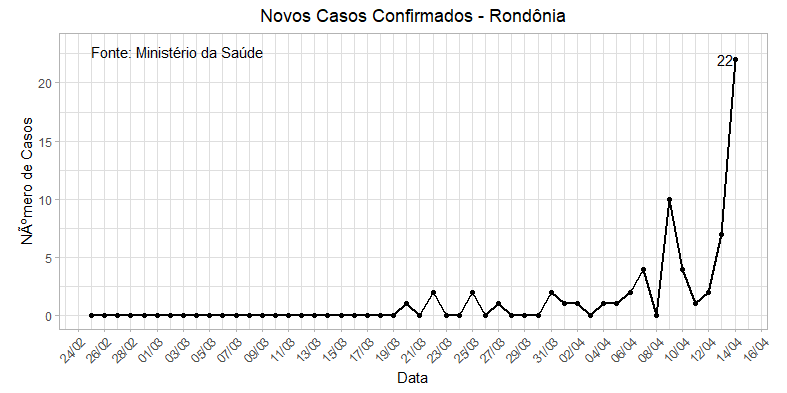 Novos Casos Confirmados - Rondônia
Fonte: Ministério da Saúde
22
NÃºmero de Casos
20
15
10
5
0
24/02 26/02 28/02 01/03 03/03 05/03 07/03 09/03 11/03 13/03 15/03 17/03 19/03 21/03 23/03 25/03 27/03 29/03 31/03 02/04 04/04 06/04 08/04 10/04 12/04 14/04 16/04
Data